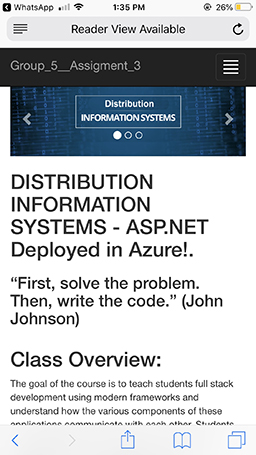 WhatsApp 1:35 PM 26%
Reader View Available
Group_5__Assigment_3
Distribution
INFORMATION SYSTEMS
DISTRIBUTION
INFORMATION
SYSTEMS - ASP.NET
Deployed in Azure!.
“First, solve the problem.
Then, write the code.” (John
Johnson)
Class Overview:
The goal of the course is to teach students full stack
development using modern frameworks and
understand how the various components of these
applications communicate with each other. Students